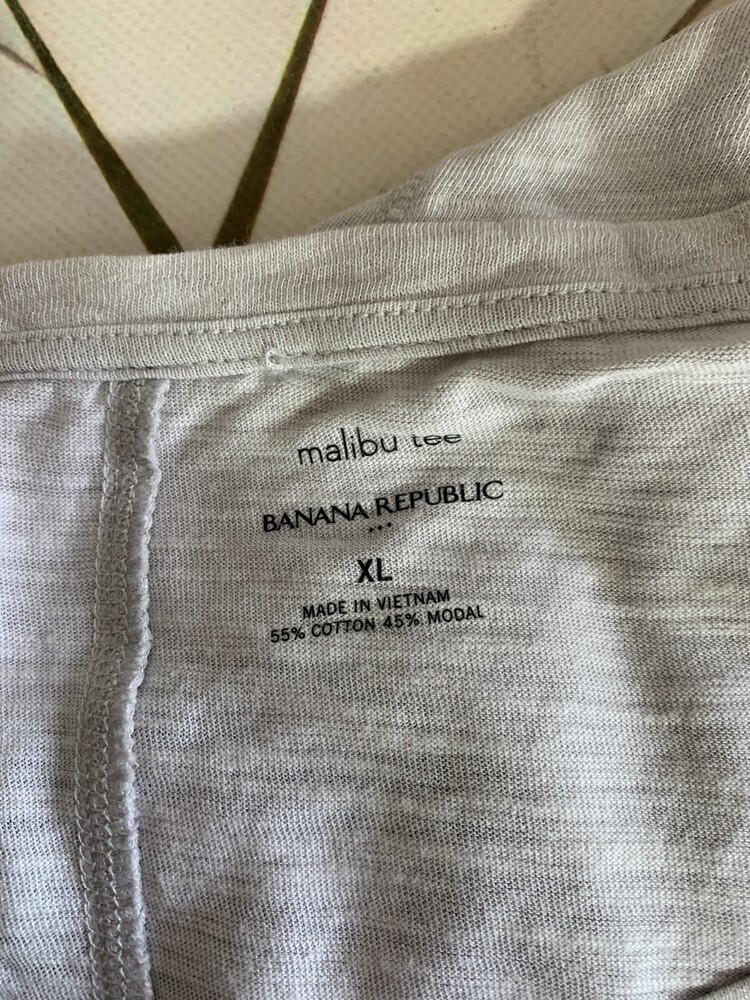 malibu tee
BANANA REPUBLIC
•••
XL
MADE IN VIETNAM
55% COTTON 45% MODAL